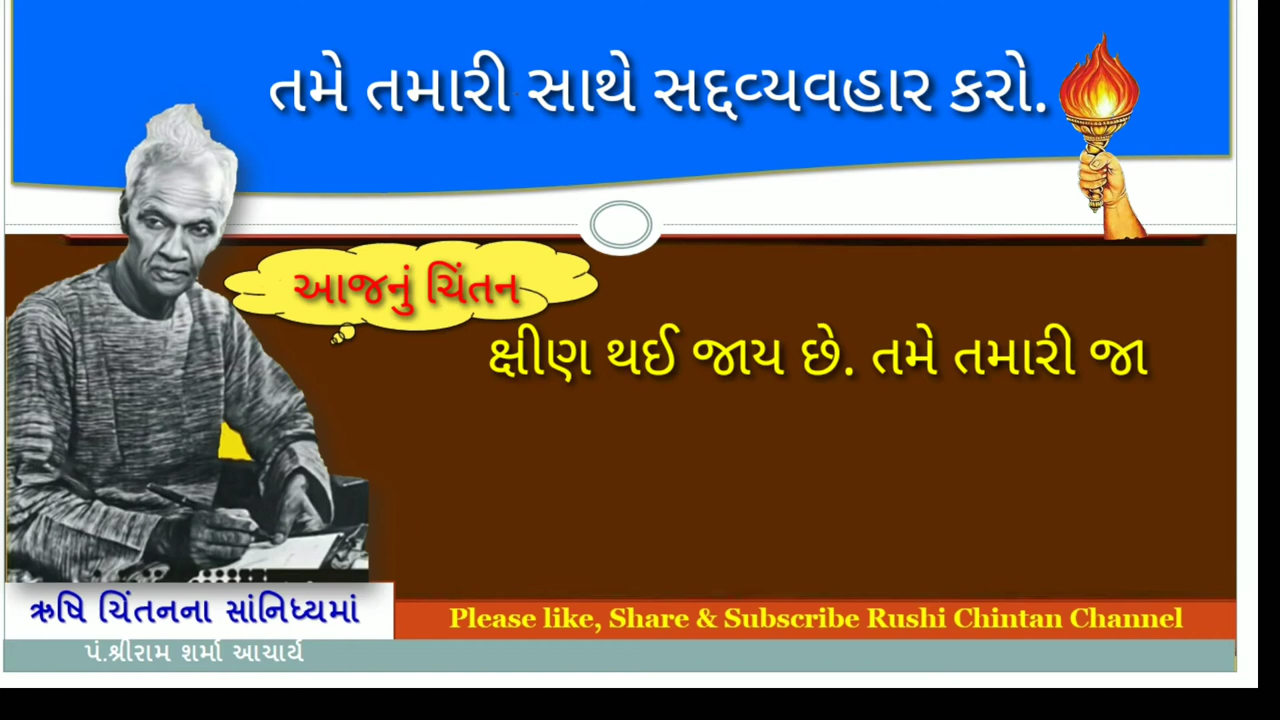 તમે તમારી સાથે સદ્દવ્યવહાર કરો.
આજનું ચિંતન
ક્ષીણ થઈ જાય છે. તમે તમારી જા
ઋષિ ચિંતનના સાંનિધ્યમાં
Please like, Share & Subscribe Rushi Chintan Channel
પં.શ્રીરામ શર્મા આચાર્ય